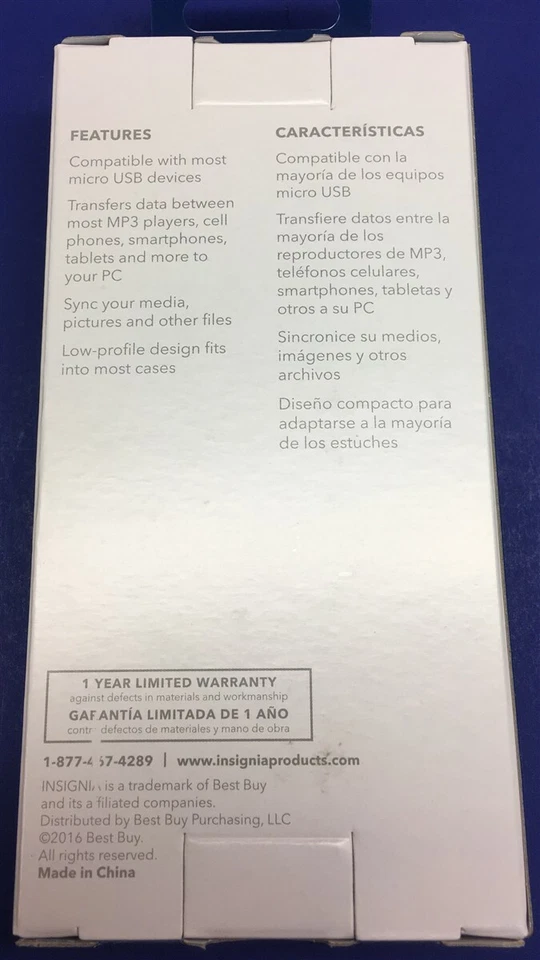 FEATURES
Compatible with most
micro USB devices
Transfers data between
most MP3 players, cell
phones, smartphones,
tablets and more to
your PC
Sync your media,
pictures and other files
Low-profile design fits
into most cases
CARACTERÍSTICAS
Compatible con la
mayoría de los equipos
micro USB
Transfiere datos entre la
mayoría de los
reproductores de MP3,
teléfonos celulares,
smartphones, tabletas y
otros a su PC
Sincronice su medios,
imágenes y otros
archivos
Diseño compacto para
adaptarse a la mayoría
de los estuches
1 YEAR LIMITED WARRANTY
against defects in materials and workmanship
GARANTÍA LIMITADA DE 1 AÑO
contra defectos de materiales y mano de obra
1-877-467-4289 | www.insigniaproducts.com
INSIGNIA is a trademark of Best Buy
and its affiliated companies.
Distributed by Best Buy Purchasing, LLC
©2016 Best Buy.
All rights reserved.
Made in China